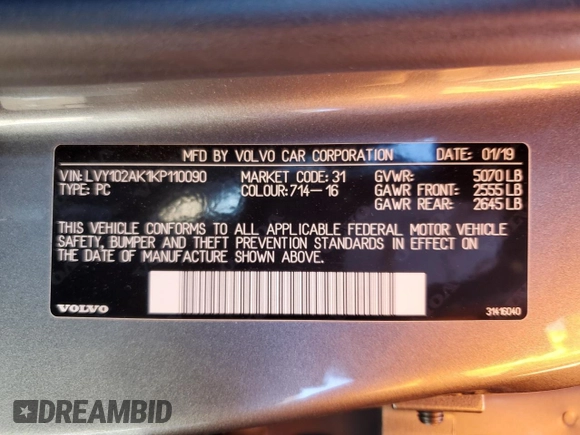 MFD BY VOLVO CAR CORPORATION DATE: 01/19
VIN: LVY102AK1KP110090 MARKET CODE: 31 GVWR: 5070 LB
TYPE: PC COLOUR: 714-16 GAWR FRONT: 2555 LB
GAWR REAR: 2645 LB
THIS VEHICLE CONFORMS TO ALL APPLICABLE FEDERAL MOTOR VEHICLE
SAFETY, BUMPER AND THEFT PREVENTION STANDARDS IN EFFECT ON
THE DATE OF MANUFACTURE SHOWN ABOVE.
VOLVO 31416040
DREAMBID